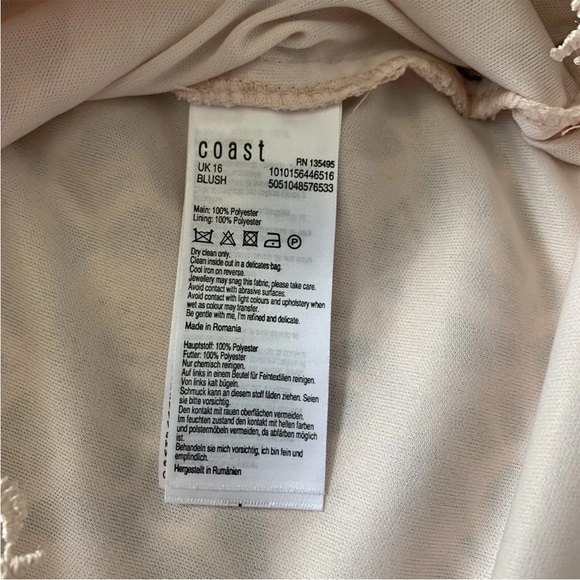 coast
RN 135495
UK 16 1010156446516
BLUSH 5051048576533
Main: 100% Polyester
Lining: 100% Polyester
Dry clean only.
Clean inside out in a delicates bag.
Cool iron on reverse.
Jewellery may snag this fabric, please take care.
Avoid contact with abrasive surfaces.
Avoid contact with light colours and upholstery when
wet as colour may transfer.
Be gentle with me, I'm refined and delicate.
Made in Romania
Hauptstoff: 100% Polyester
Futter: 100% Polyester
Nur chemisch reinigen.
Auf links in einem Beutel für Feintextilien reinigen.
Von links kalt bügeln.
Schmuck kann an diesem stoff fäden ziehen. Seien
sie bitte vorsichtig.
Den kontakt mit rauen oberflächen vermeiden.
Im feuchten zustand den kontakt mit hellen farben
und polstermöbeln vermeiden, da abfärben möglich
ist.
Behandeln sie mich vorsichtig, ich bin fein und
empfindlich.
Hergestellt in Rumänien